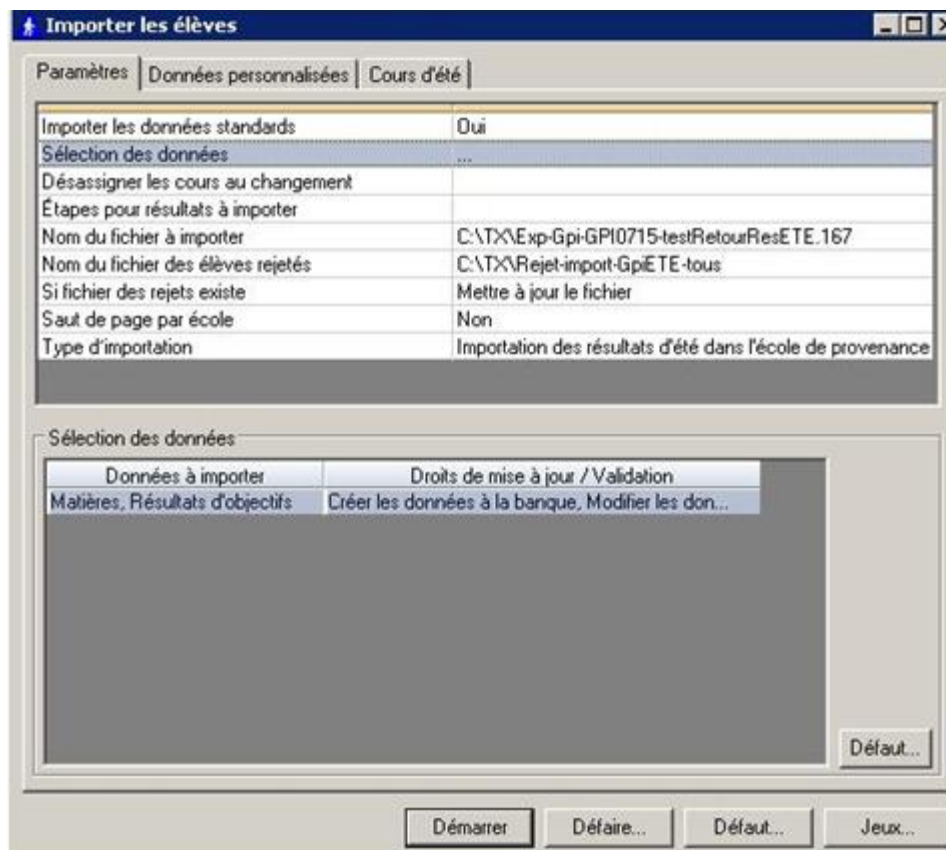 Importer les élèves
Paramètres Données personnalisées Cours d'été
Importer les données standards Oui
Sélection des données ...
Désassigner les cours au changement
Étapes pour résultats à importer
Nom du fichier à importer C:\TX\Exp-Gpi-GPI0715-testRetourResETE.167
Nom du fichier des élèves rejetés C:\TX\Rejet-import-GpiETE-tous
Si fichier des rejets existe Mettre à jour le fichier
Saut de page par école Non
Type d'importation Importation des résultats d'été dans l'école de provenance
Sélection des données
Données à importer Droits de mise à jour / Validation
Matières, Résultats d'objectifs Créer les données à la banque, Modifier les don...
Défaut...
Démarrer Défaire... Défaut... Jeux...